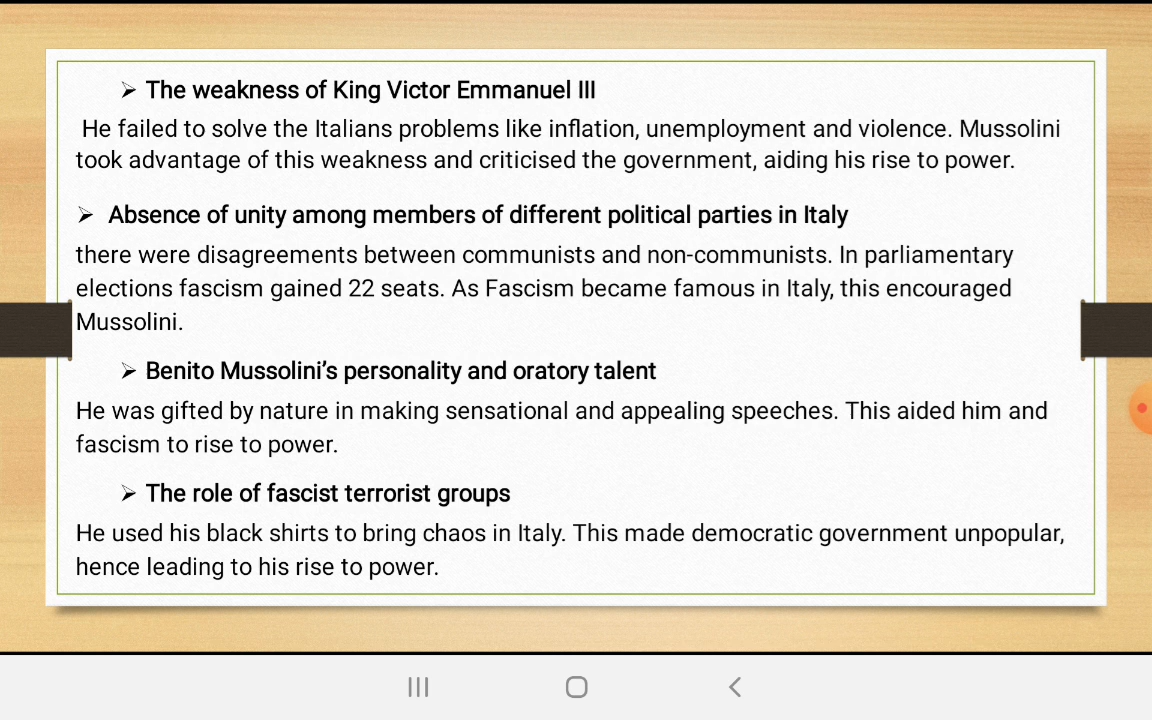 ➢ The weakness of King Victor Emmanuel III
He failed to solve the Italians problems like inflation, unemployment and violence. Mussolini
took advantage of this weakness and criticised the government, aiding his rise to power.
➢ Absence of unity among members of different political parties in Italy
there were disagreements between communists and non-communists. In parliamentary
elections fascism gained 22 seats. As Fascism became famous in Italy, this encouraged
Mussolini.
➢ Benito Mussolini’s personality and oratory talent
He was gifted by nature in making sensational and appealing speeches. This aided him and
fascism to rise to power.
➢ The role of fascist terrorist groups
He used his black shirts to bring chaos in Italy. This made democratic government unpopular,
hence leading to his rise to power.